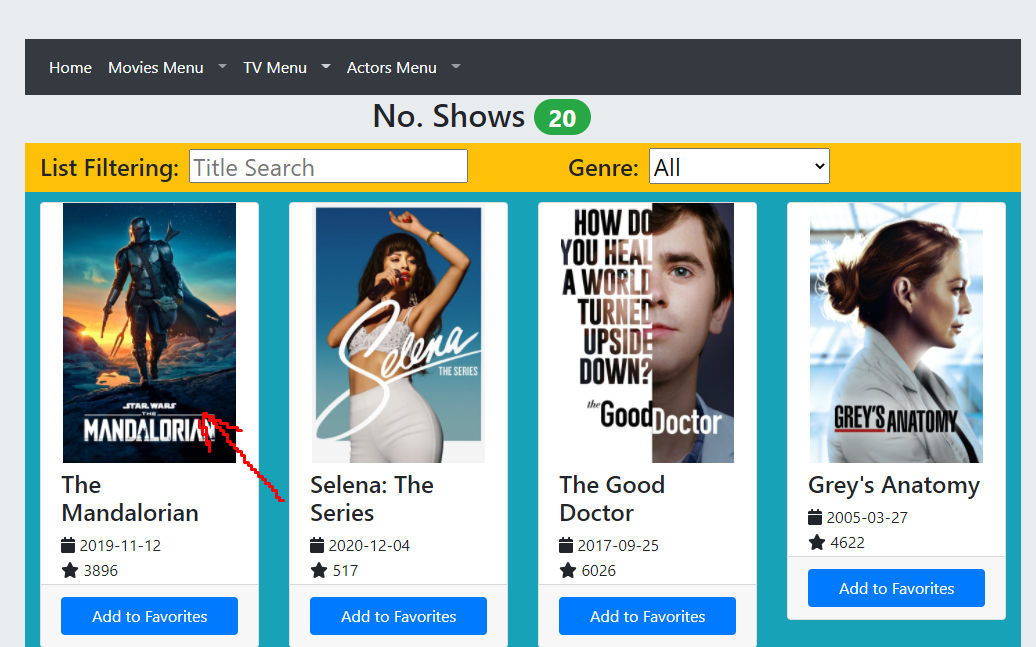 Home Movies Menu TV Menu Actors Menu
No. Shows 20
List Filtering: Title Search Genre: All
STAR WARS
THE
MANDALORIAN
The
Mandalorian
2019-11-12
3896
Add to Favorites
Selena
THE SERIES
Selena: The
Series
2020-12-04
517
Add to Favorites
HOW DO
YOU HEAL
A WORLD
TURNED
UPSIDE
DOWN?
the Good Doctor
The Good
Doctor
2017-09-25
6026
Add to Favorites
GREY'S ANATOMY
Grey's Anatomy
2005-03-27
4622
Add to Favorites